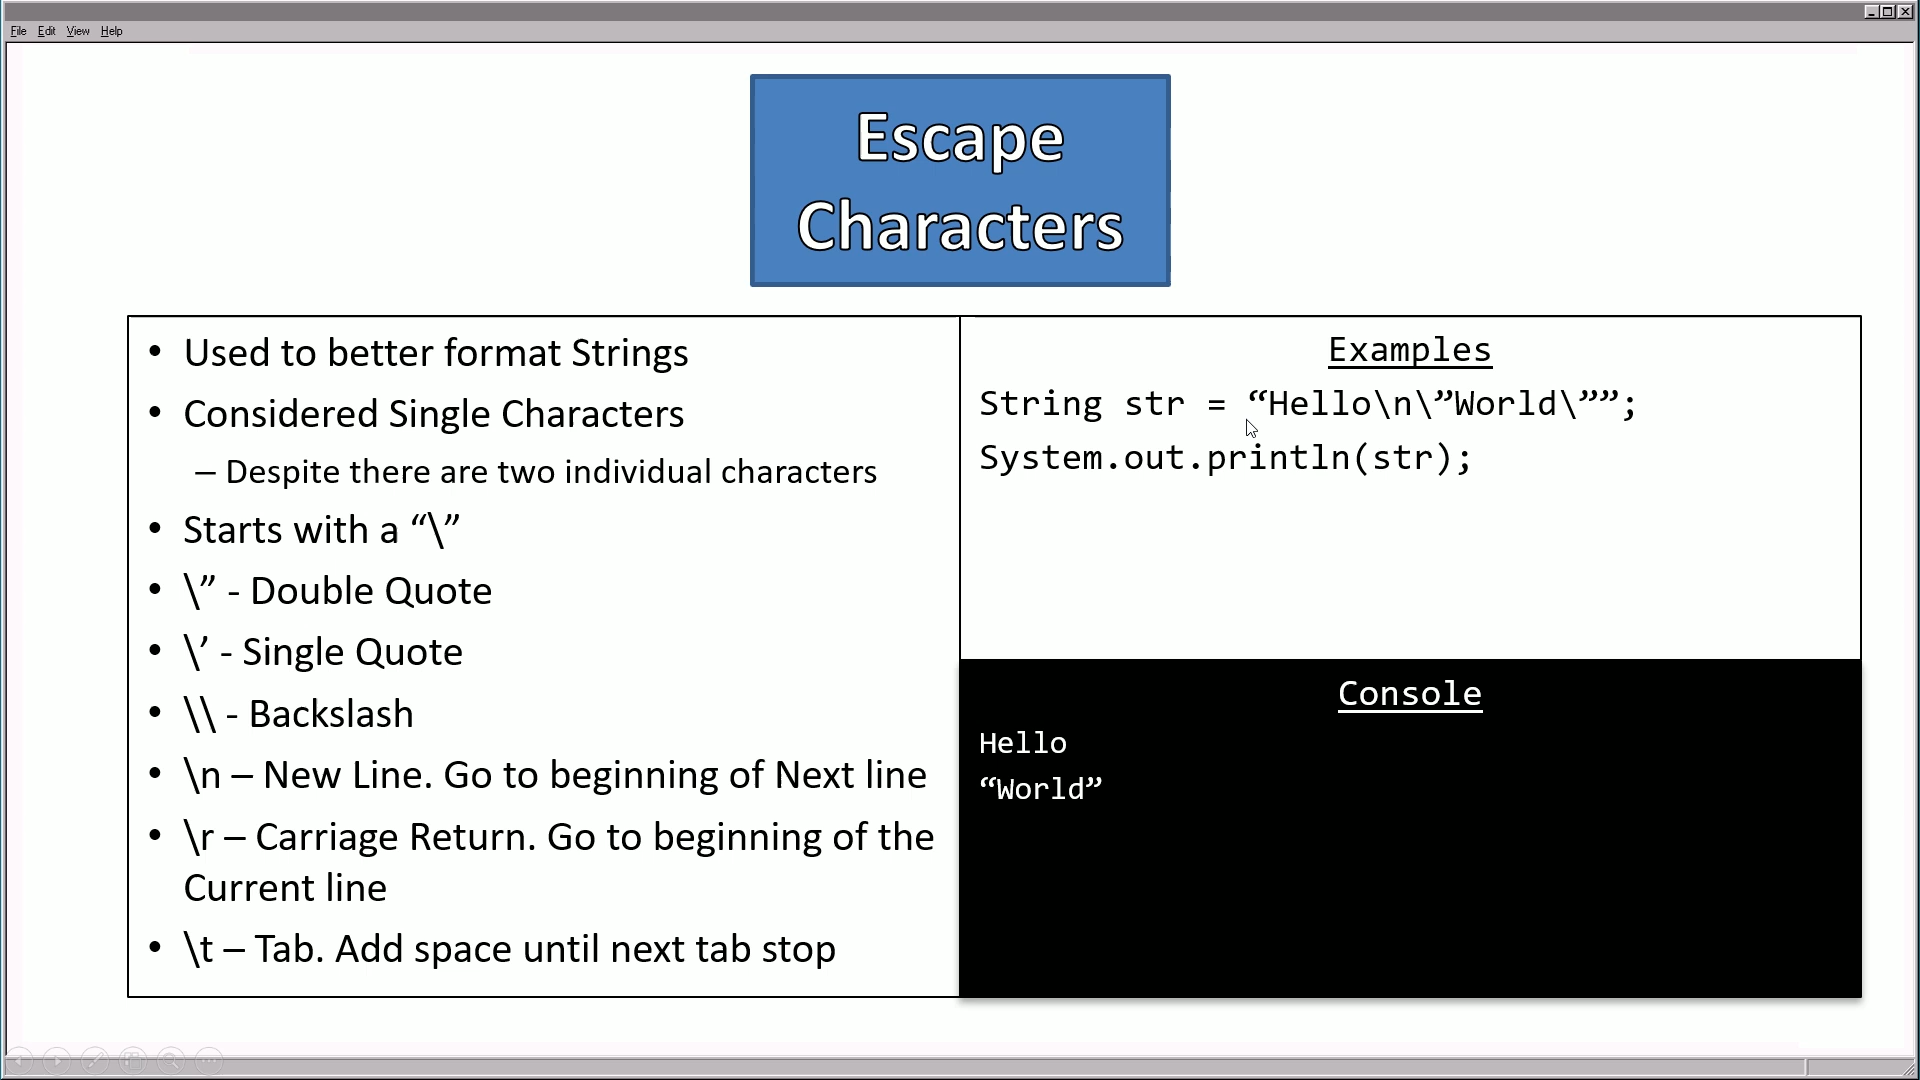 File Edit View Help
Escape
Characters
• Used to better format Strings
• Considered Single Characters
– Despite there are two individual characters
• Starts with a “\”
• \” - Double Quote
• \’ - Single Quote
• \\ - Backslash
• \n – New Line. Go to beginning of Next line
• \r – Carriage Return. Go to beginning of the
Current line
• \t – Tab. Add space until next tab stop
Examples
String str = “Hello\n\”World\””;
System.out.println(str);
Console
Hello
“World”